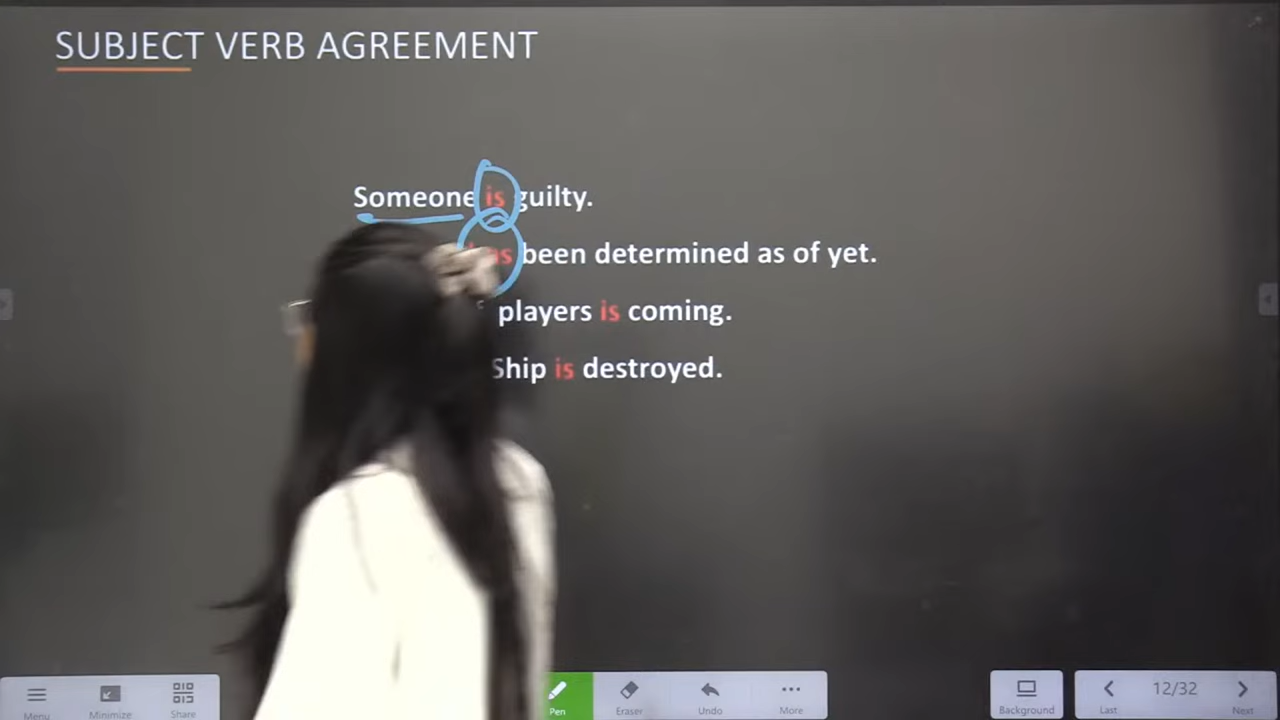 SUBJECT VERB AGREEMENT
Someone is guilty.
been determined as of yet.
players is coming.
Ship is destroyed.
Menu
Minimize
Share
Pen
Eraser
Undo
More
Background
Last
12/32
Next